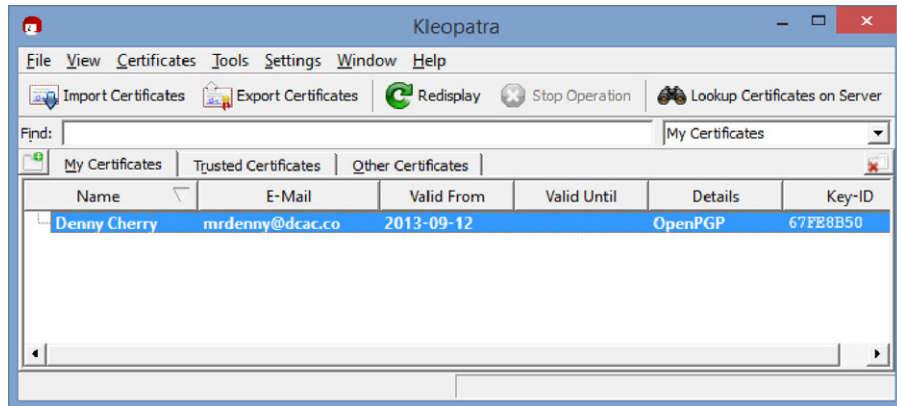 Kleopatra
File View Certificates Tools Settings Window Help
Import Certificates Export Certificates Redisplay Stop Operation Lookup Certificates on Server
Find: My Certificates
My Certificates Trusted Certificates Other Certificates
Name E-Mail Valid From Valid Until Details Key-ID
Denny Cherry mrdenny@dcac.co 2013-09-12 OpenPGP 67FE8B50